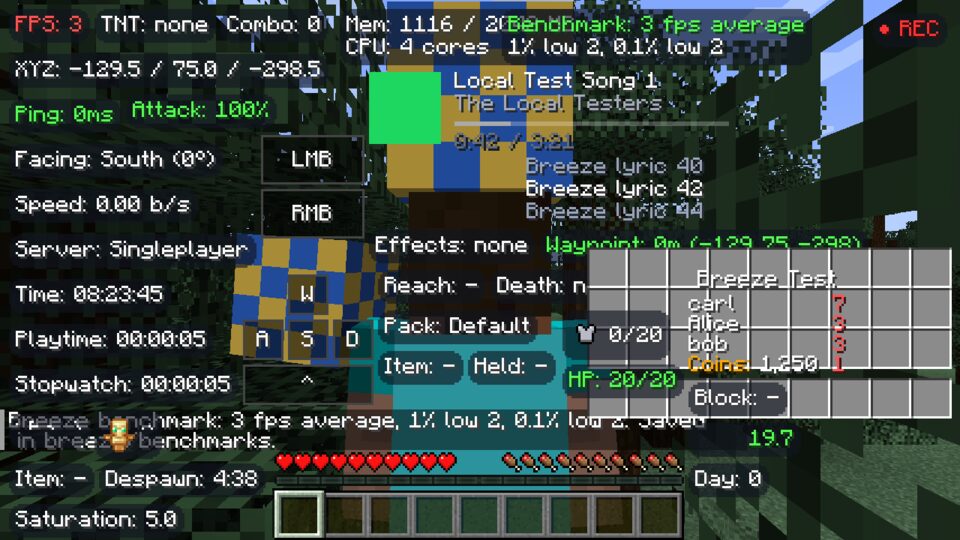 FPS: 3 TNT: none Combo: 0 Mem: 1116 / Benchmark: 3 fps average
REC
CPU: 4 cores 1% low 2, 0.1% low 2
XYZ: -129.5 / 75.0 / -298.5
Local Test Song 1
The Local Testers
Ping: 0ms Attack: 100%
0:42 / 3:21
Facing: South (0°) LMB
Breeze lyric 40
Breeze lyric 42
Breeze lyric 44
Speed: 0.00 b/s RMB
Server: Singleplayer Effects: none Waypoint: 0m (-129, 75, -298)
Breeze Test
Time: 08:23:45 W Reach: - Death:
carl 7
Alice 3
bob 3
Coins: 1,250 1
Playtime: 00:00:05 A S D Pack: Default 0/20
Stopwatch: 00:00:05 ^ Item: - Held: - HP: 20/20
Block: -
Breeze benchmark: 3 fps average, 1% low 2, 0.1% low 2. Saved
in breeze benchmarks.
19.7
Item: - Despawn: 4:38 Day: 0
Saturation: 5.0